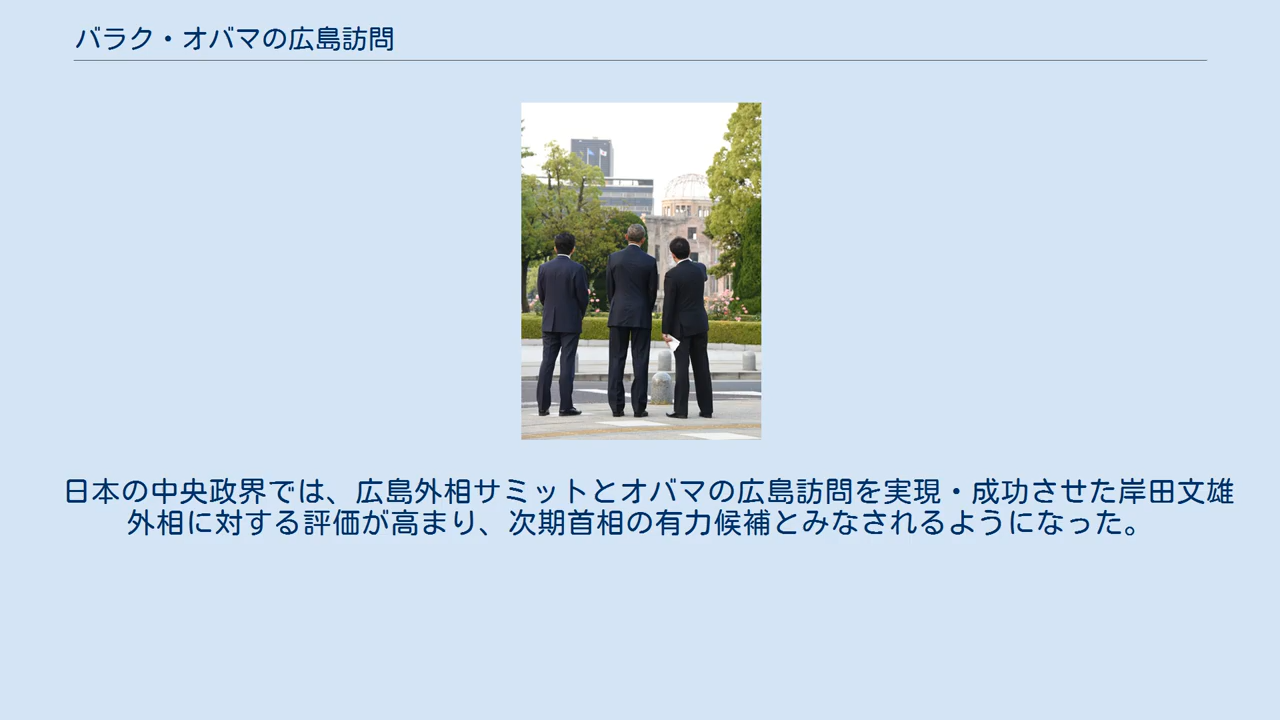 バラク・オバマの広島訪問
日本の中央政界では、広島外相サミットとオバマの広島訪問を実現・成功させた岸田文雄
外相に対する評価が高まり、次期首相の有力候補とみなされるようになった。